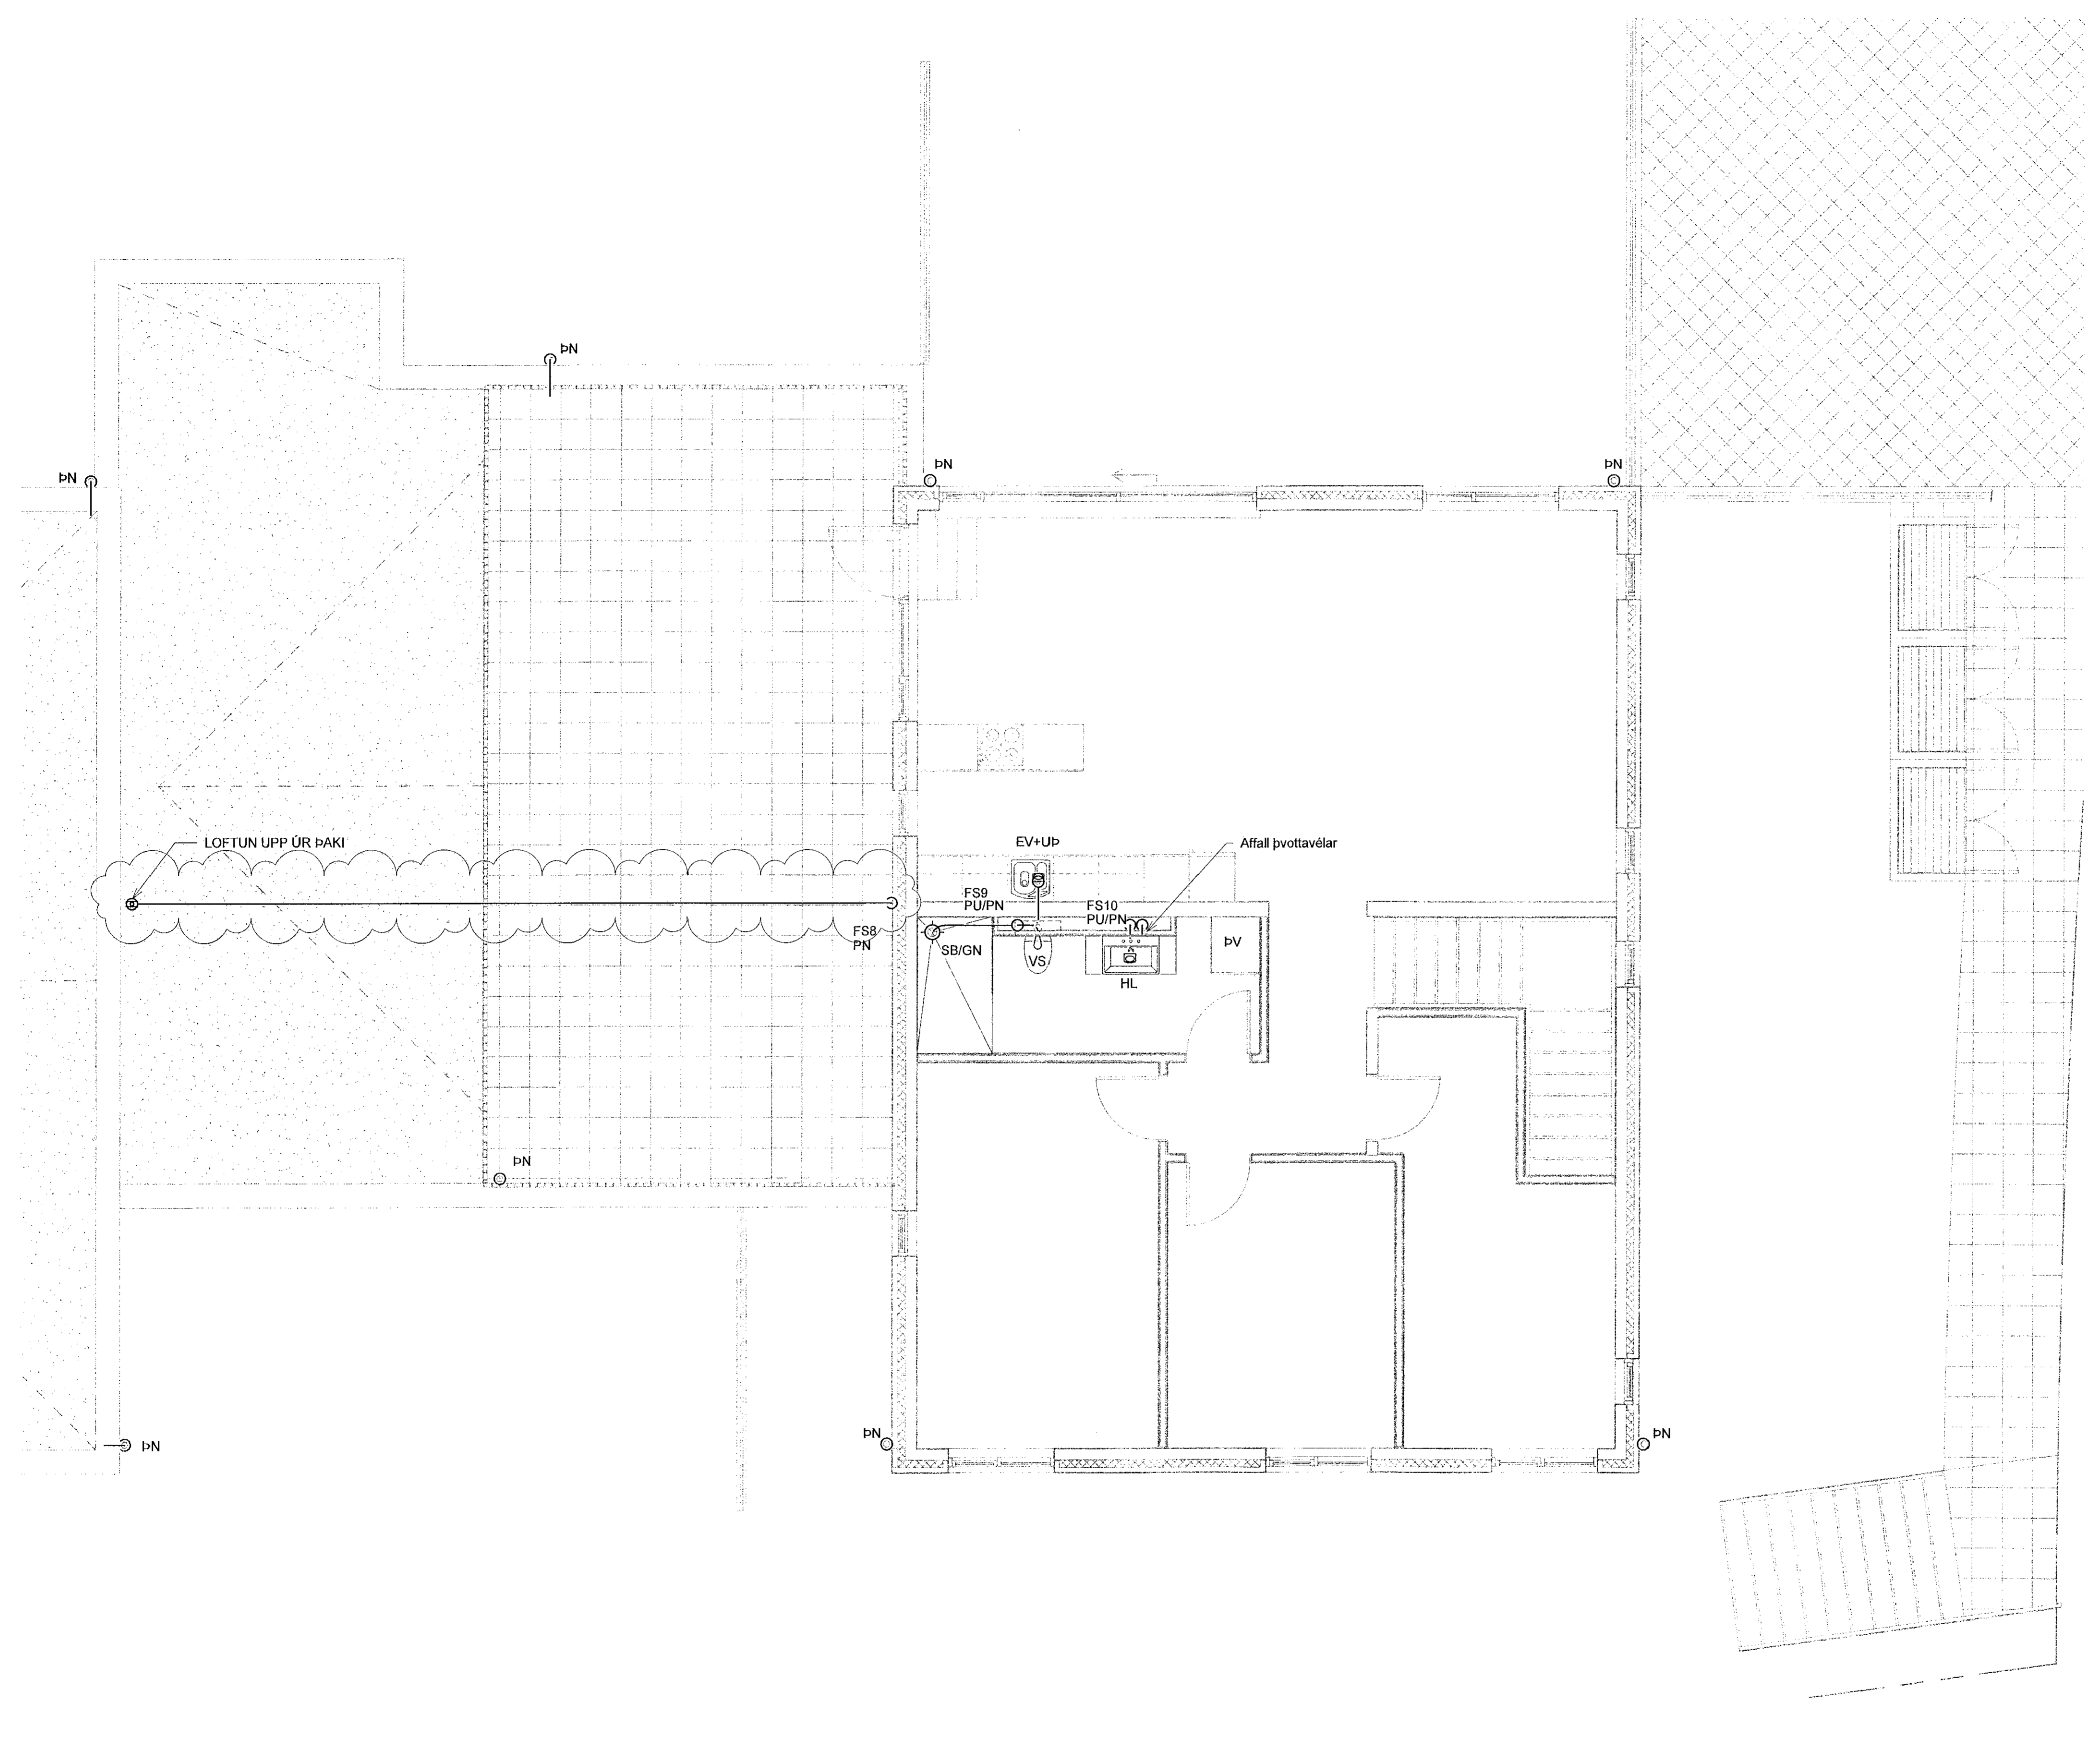 ÞN
ÞN
ÞN
ÞN
LOFTUN UPP ÚR ÞAKI
EV+UÞ
Affall þvottavélar
FS9
PU/PN
FS10
PU/PN
FS8
PN
SB/GN
VS
HL
ÞV
ÞN
ÞN
ÞN
ÞN